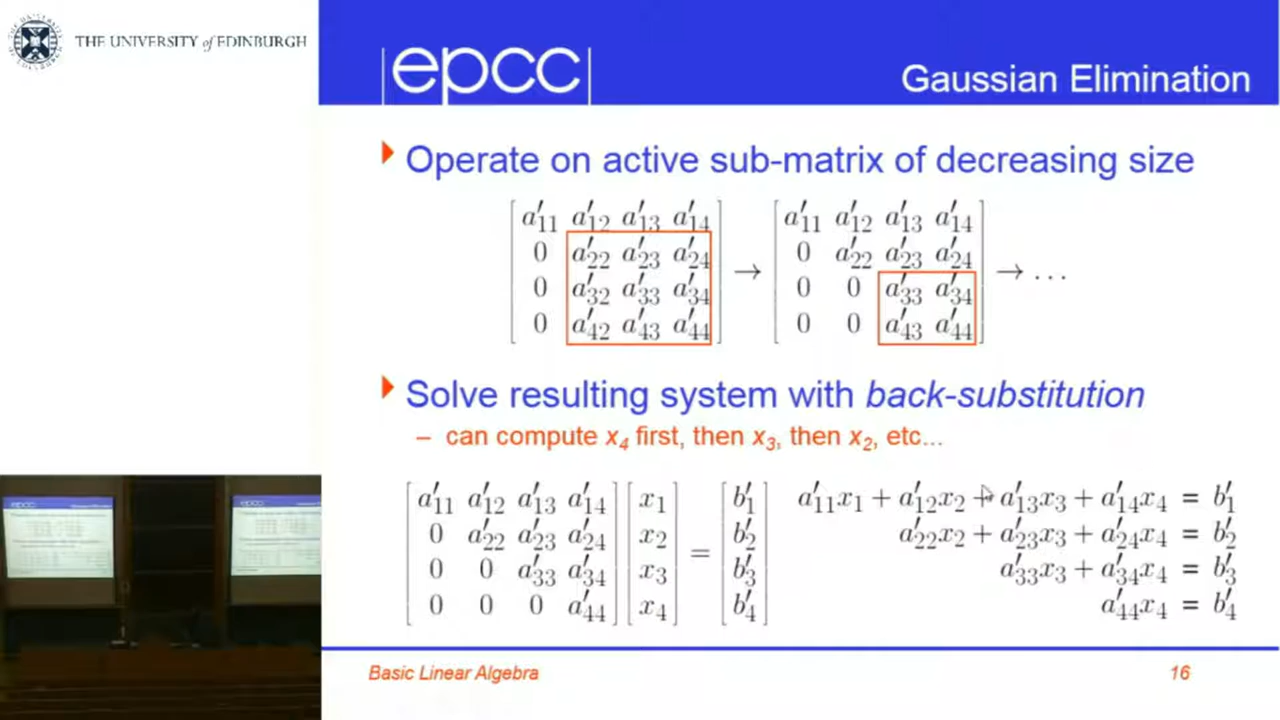 THE UNIVERSITY of EDINBURGH
epcc
Gaussian Elimination
Operate on active sub-matrix of decreasing size
a′11 a′12 a′13 a′14 a′11 a′12 a′13 a′14
0 a′22 a′23 a′24 → 0 a′22 a′23 a′24 → ...
0 a′32 a′33 a′34 0 0 a′33 a′34
0 a′42 a′43 a′44 0 0 a′43 a′44
Solve resulting system with back-substitution
– can compute x4 first, then x3, then x2, etc...
a′11 a′12 a′13 a′14 x1 b′1 a′11x1 + a′12x2 + a′13x3 + a′14x4 = b′1
0 a′22 a′23 a′24 x2 = b′2 a′22x2 + a′23x3 + a′24x4 = b′2
0 0 a′33 a′34 x3 b′3 a′33x3 + a′34x4 = b′3
0 0 0 a′44 x4 b′4 a′44x4 = b′4
Basic Linear Algebra
16